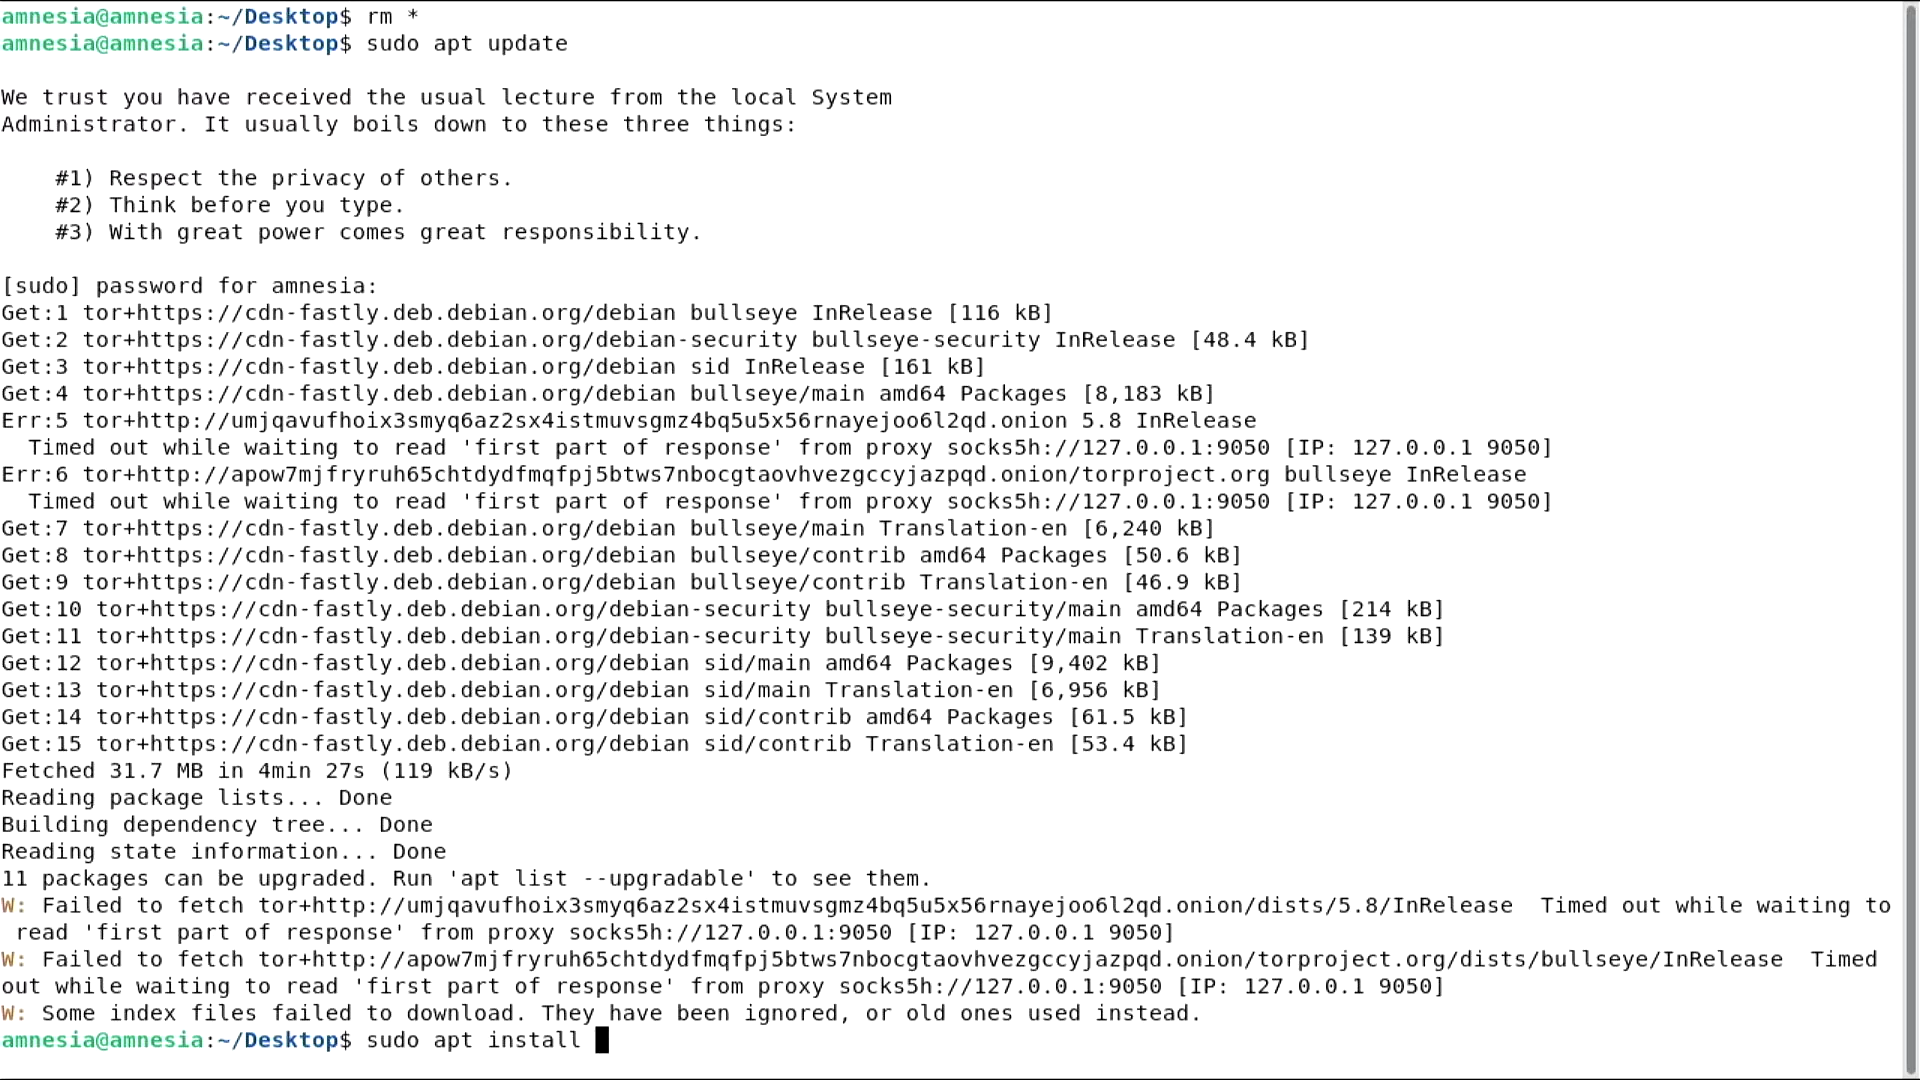 amnesia@amnesia:~/Desktop$ rm *
amnesia@amnesia:~/Desktop$ sudo apt update
We trust you have received the usual lecture from the local System
Administrator. It usually boils down to these three things:
#1) Respect the privacy of others.
#2) Think before you type.
#3) With great power comes great responsibility.
[sudo] password for amnesia:
Get:1 tor+https://cdn-fastly.deb.debian.org/debian bullseye InRelease [116 kB]
Get:2 tor+https://cdn-fastly.deb.debian.org/debian-security bullseye-security InRelease [48.4 kB]
Get:3 tor+https://cdn-fastly.deb.debian.org/debian sid InRelease [161 kB]
Get:4 tor+https://cdn-fastly.deb.debian.org/debian bullseye/main amd64 Packages [8,183 kB]
Err:5 tor+http://umjqavufhoix3smyq6az2sx4istmuvsgmz4bq5u5x56rnayejoo6l2qd.onion 5.8 InRelease
Timed out while waiting to read 'first part of response' from proxy socks5h://127.0.0.1:9050 [IP: 127.0.0.1 9050]
Err:6 tor+http://apow7mjfryruh65chtdydfmqfpj5btws7nbocgtaovhvezgccyjazpqd.onion/torproject.org bullseye InRelease
Timed out while waiting to read 'first part of response' from proxy socks5h://127.0.0.1:9050 [IP: 127.0.0.1 9050]
Get:7 tor+https://cdn-fastly.deb.debian.org/debian bullseye/main Translation-en [6,240 kB]
Get:8 tor+https://cdn-fastly.deb.debian.org/debian bullseye/contrib amd64 Packages [50.6 kB]
Get:9 tor+https://cdn-fastly.deb.debian.org/debian bullseye/contrib Translation-en [46.9 kB]
Get:10 tor+https://cdn-fastly.deb.debian.org/debian-security bullseye-security/main amd64 Packages [214 kB]
Get:11 tor+https://cdn-fastly.deb.debian.org/debian-security bullseye-security/main Translation-en [139 kB]
Get:12 tor+https://cdn-fastly.deb.debian.org/debian sid/main amd64 Packages [9,402 kB]
Get:13 tor+https://cdn-fastly.deb.debian.org/debian sid/main Translation-en [6,956 kB]
Get:14 tor+https://cdn-fastly.deb.debian.org/debian sid/contrib amd64 Packages [61.5 kB]
Get:15 tor+https://cdn-fastly.deb.debian.org/debian sid/contrib Translation-en [53.4 kB]
Fetched 31.7 MB in 4min 27s (119 kB/s)
Reading package lists... Done
Building dependency tree... Done
Reading state information... Done
11 packages can be upgraded. Run 'apt list --upgradable' to see them.
W: Failed to fetch tor+http://umjqavufhoix3smyq6az2sx4istmuvsgmz4bq5u5x56rnayejoo6l2qd.onion/dists/5.8/InRelease  Timed out while waiting to
read 'first part of response' from proxy socks5h://127.0.0.1:9050 [IP: 127.0.0.1 9050]
W: Failed to fetch tor+http://apow7mjfryruh65chtdydfmqfpj5btws7nbocgtaovhvezgccyjazpqd.onion/torproject.org/dists/bullseye/InRelease  Timed
out while waiting to read 'first part of response' from proxy socks5h://127.0.0.1:9050 [IP: 127.0.0.1 9050]
W: Some index files failed to download. They have been ignored, or old ones used instead.
amnesia@amnesia:~/Desktop$ sudo apt install